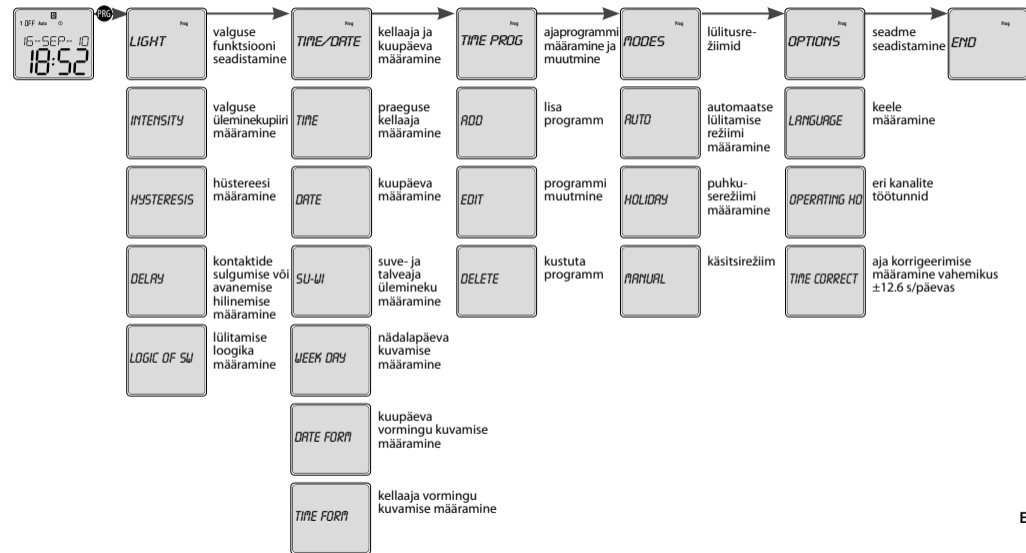 1 OFF Auto
16-SEP-10
18:52
PRG
Prog
LIGHT
valguse
funktsiooni
seadistamine
Prog
TIME/DATE
kellaaja ja
kuupäeva
määramine
Prog
TIME PROG
ajaprogrammi
määramine ja
muutmine
Prog
MODES
lülitusre-
žiimid
Prog
OPTIONS
seadme
seadistamine
Prog
END
INTENSITY
valguse
üleminekupiiri
määramine
TIME
praeguse
kellaaja
määramine
ADD
lisa
programm
AUTO
automaatse
lülitamise
režiimi
määramine
LANGUAGE
keele
määramine
HYSTERESIS
hüstereesi
määramine
DATE
kuupäeva
määramine
EDIT
programmi
muutmine
HOLIDAY
puhku-
serežiimi
määramine
OPERATING HO
eri kanalite
töötunnid
DELAY
kontaktide
sulgumise või
avanemise
hilinemise
määramine
SU-WI
suve- ja
talveaja
ülemineku
määramine
DELETE
kustuta
programm
MANUAL
käsitsirežiim
TIME CORRECT
aja korrigeerimise
määramine vahemikus
±12.6 s/päevas
LOGIC OF SW
lülitamise
loogika
määramine
WEEK DAY
nädalapäeva
kuvamise
määramine
DATE FORM
kuupäeva
vormingu kuvamise
määramine
TIME FORM
kellaaja vormingu
kuvamise määramine
E